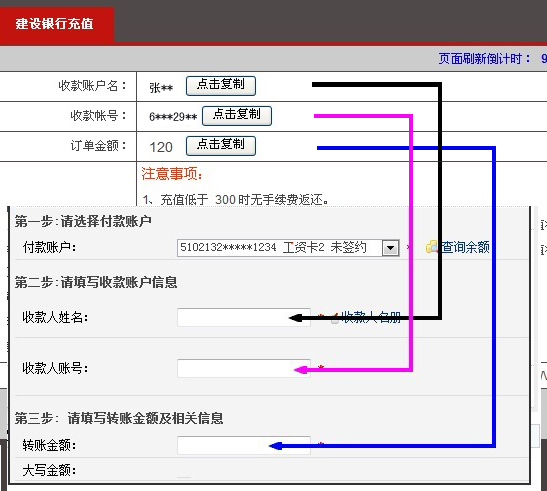 建设银行充值
页面刷新倒计时： 9
收款账户名： 张** 点击复制
收款帐号： 6***29** 点击复制
订单金额： 120 点击复制
注意事项：
1、充值低于 300时无手续费返还。
第一步:请选择付款账户
付款账户： 5102132*****1234 工资卡2 未签约 * 查询余额
第二步:请填写收款账户信息
收款人姓名： * 收款人名册
收款人账号： *
第三步: 请填写转账金额及相关信息
转账金额： *
大写金额：